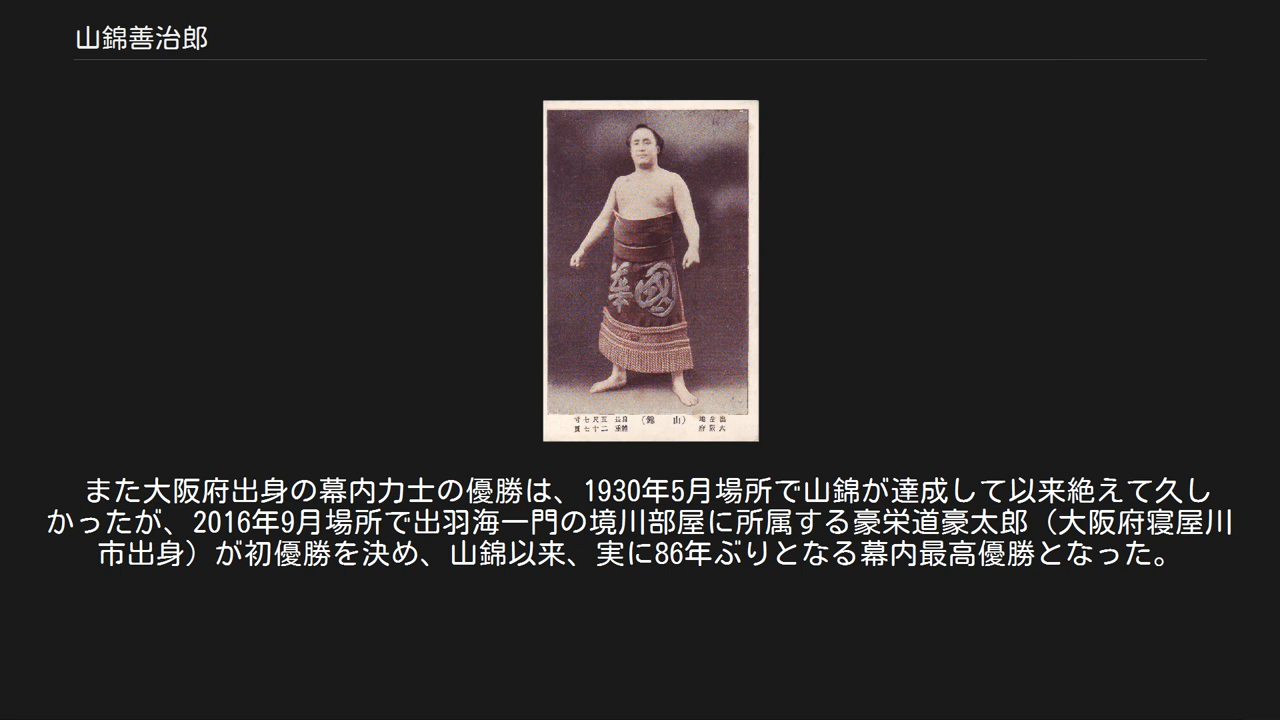 山錦善治郎
國華
（山 錦）
また大阪府出身の幕内力士の優勝は、1930年5月場所で山錦が達成して以来絶えて久し
かったが、2016年9月場所で出羽海一門の境川部屋に所属する豪栄道豪太郎（大阪府寝屋川
市出身）が初優勝を決め、山錦以来、実に86年ぶりとなる幕内最高優勝となった。